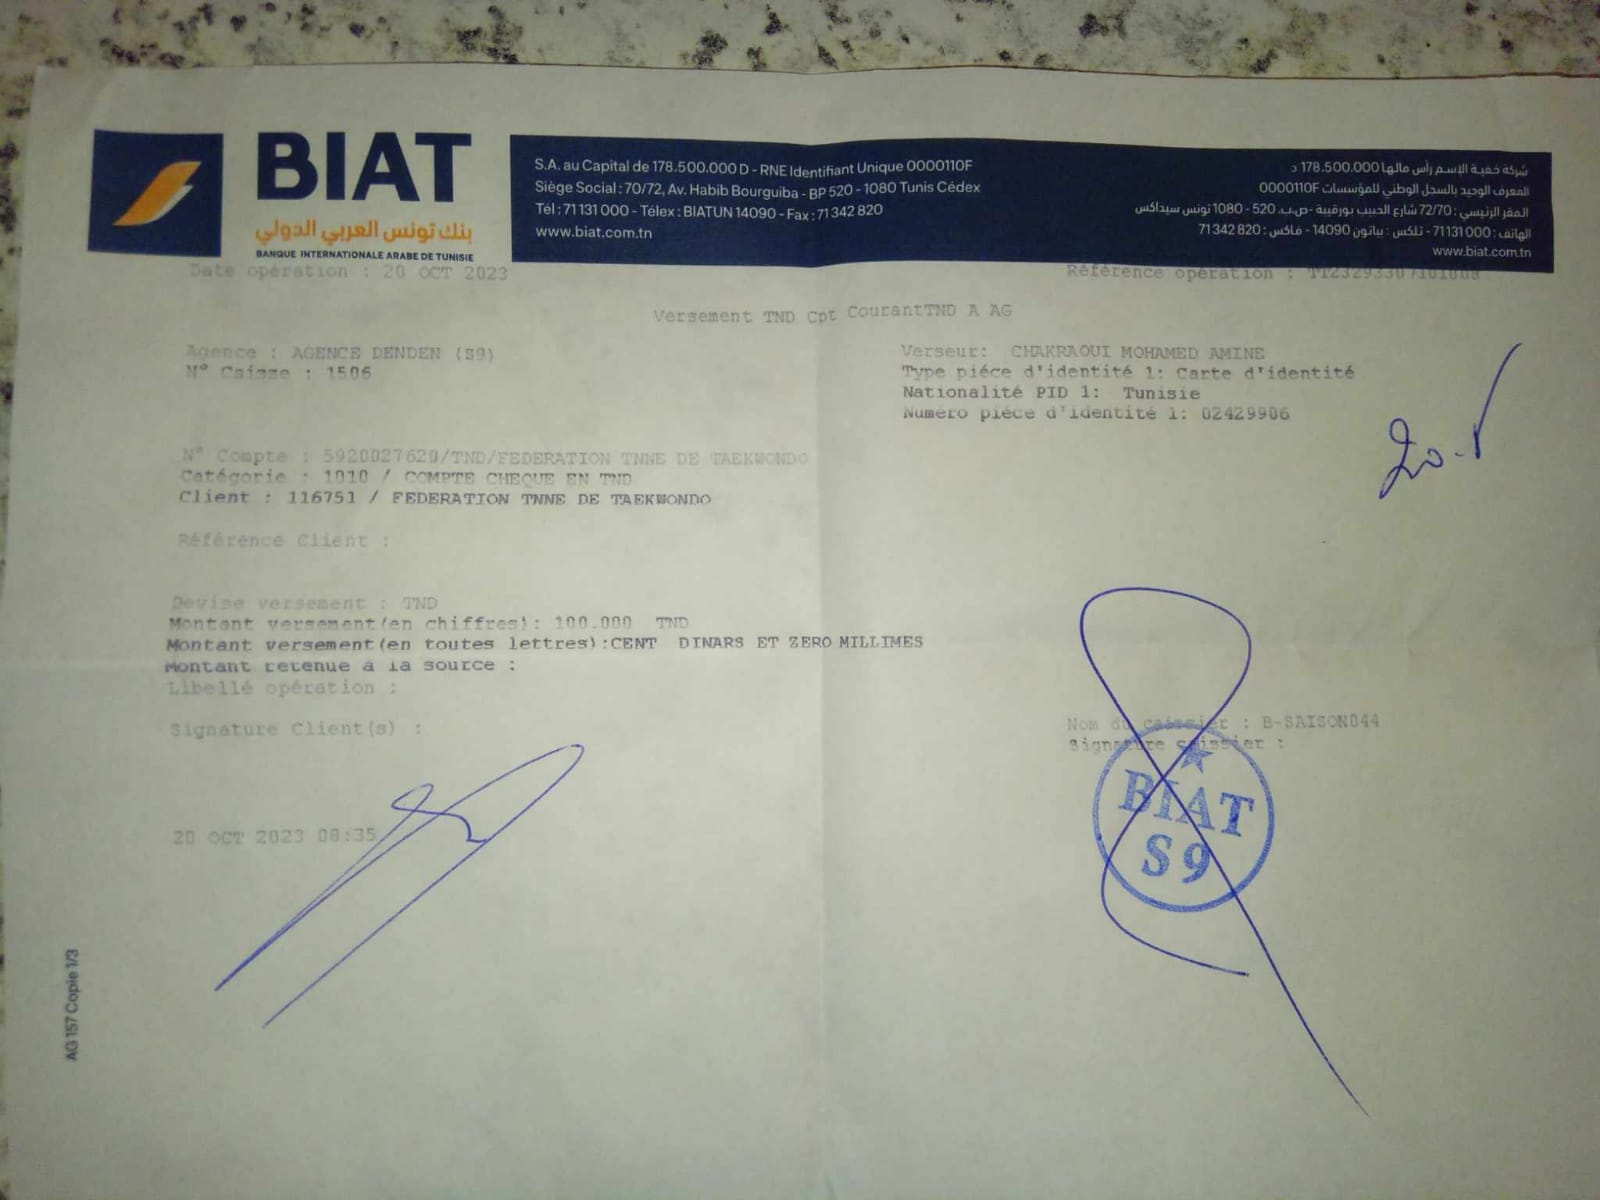 BIAT
بنك تونس العربي الدولي
BANQUE INTERNATIONALE ARABE DE TUNISIE
S.A. au Capital de 178.500.000 D - RNE Identifiant Unique 0000110F
Siège Social : 70/72, Av. Habib Bourguiba - BP 520 - 1080 Tunis Cédex
Tél : 71 131 000 - Télex : BIATUN 14090 - Fax : 71 342 820
www.biat.com.tn
شركة خفية الإسم رأس مالها 178.500.000 د
المعرف الوحيد بالسجل الوطني للمؤسسات 0000110F
المقر الرئيسي : 72/70 شارع الحبيب بورقيبة -ص.ب. 520 - 1080 تونس سيداكس
الهاتف : 71131000 - تلكس : بياتون 14090 - فاكس : 71 342 820
www.biat.com.tn
Date opération : 20 OCT 2023
Référence opération :
Versement TND Cpt CourantTND A AG
Agence : AGENCE DENDEN (S9)
N° Caisse : 1506
Verseur: CHAKRAOUI MOHAMED AMINE
Type piéce d'identité 1: Carte d'identité
Nationalité PID 1: Tunisie
Numéro piéce d'identité 1: 02429906
N° Compte : 5920027620/TND/FEDERATION TNNE DE TAEKWONDO
Catégorie : 1010 / COMPTE CHEQUE EN TND
Client : 116751 / FEDERATION TNNE DE TAEKWONDO
Référence Client :
Devise versement : TND
Montant versement(en chiffres): 100.000 TND
Montant versement(en toutes lettres):CENT DINARS ET ZERO MILLIMES
Montant retenue à la source :
Libellé opération :
Signature Client(s) :
Nom du caissier : B-SAISON044
Signature caissier :
BIAT
S9
20 OCT 2023 08:35
AG 157 Copie 1/3